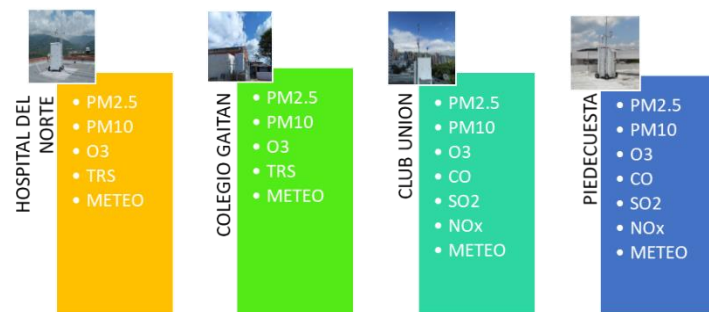 HOSPITAL DEL
NORTE
• PM2.5
• PM10
• O3
• TRS
• METEO
COLEGIO GAITAN
• PM2.5
• PM10
• O3
• TRS
• METEO
CLUB UNION
• PM2.5
• PM10
• O3
• CO
• SO2
• NOx
• METEO
PIEDECUESTA
• PM2.5
• PM10
• O3
• CO
• SO2
• NOx
• METEO